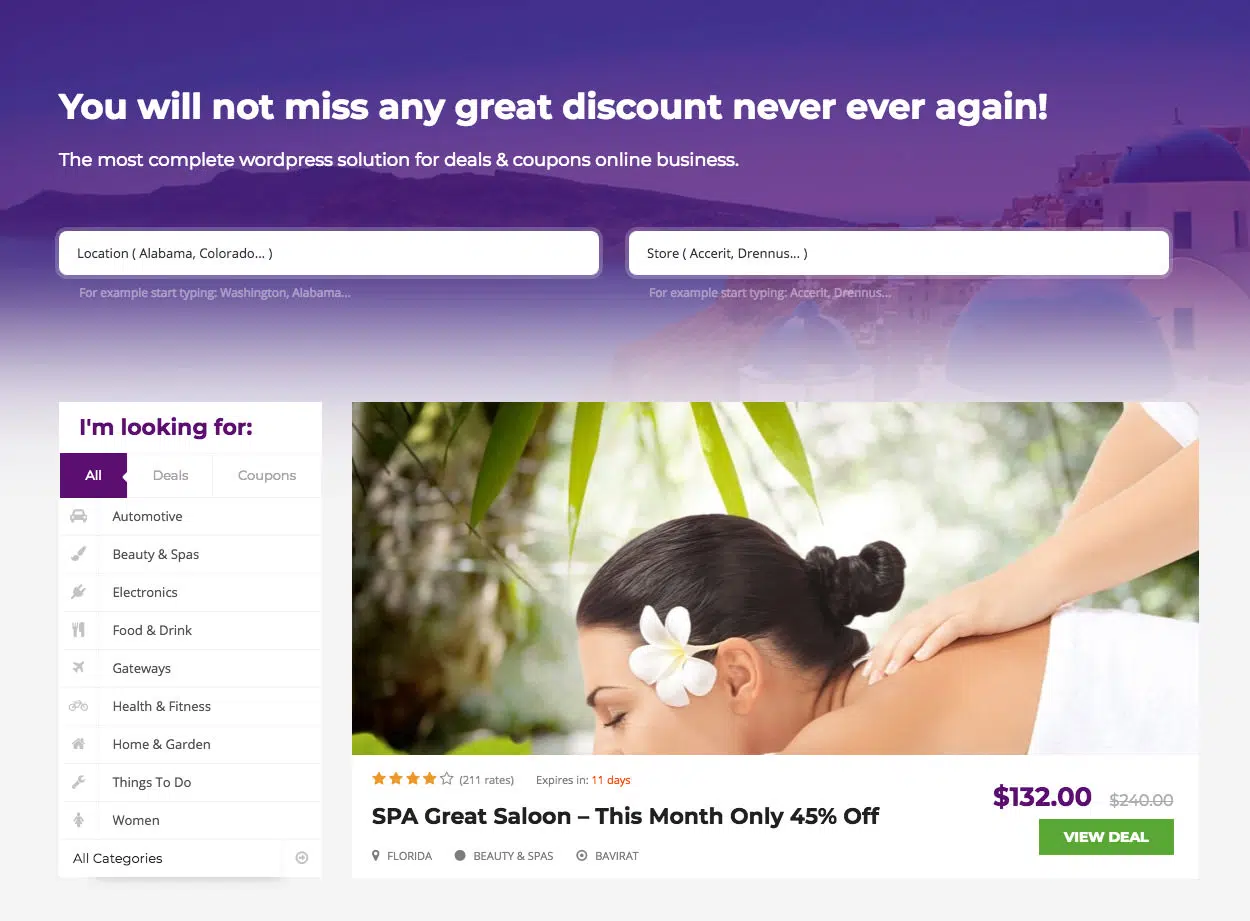 You will not miss any great discount never ever again!
The most complete wordpress solution for deals & coupons online business.
Location ( Alabama, Colorado... )
Store ( Accerit, Drennus... )
For example start typing: Washington, Alabama...
For example start typing: Accerit, Drennus...
I'm looking for:
All
Deals
Coupons
Automotive
Beauty & Spas
Electronics
Food & Drink
Gateways
Health & Fitness
Home & Garden
Things To Do
Women
All Categories
(211 rates)
Expires in: 11 days
SPA Great Saloon – This Month Only 45% Off
FLORIDA
BEAUTY & SPAS
BAVIRAT
$132.00
$240.00
VIEW DEAL